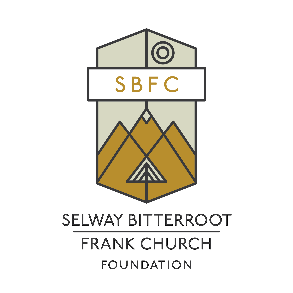 SBFC
SELWAY BITTERROOT
FRANK CHURCH
FOUNDATION